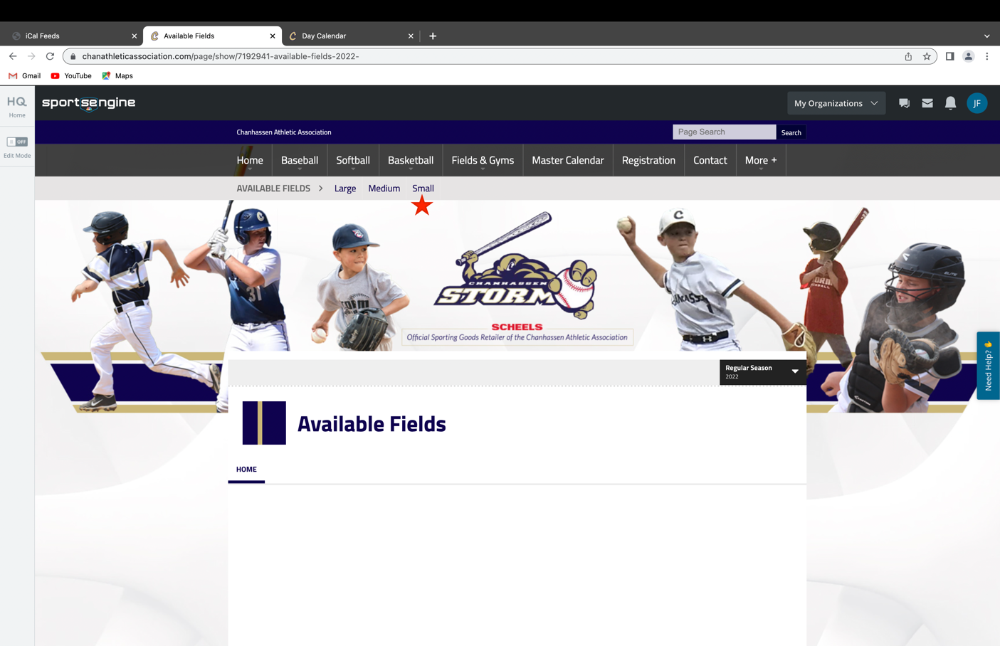 iCal Feeds
Available Fields
Day Calendar
chanathleticassociation.com/page/show/7192941-available-fields-2022-
Gmail
YouTube
Maps
HQ
Home
sportsengine
My Organizations
JF
OFF
Edit Mode
Chanhassen Athletic Association
Page Search
Search
Home
Baseball
Softball
Basketball
Fields & Gyms
Master Calendar
Registration
Contact
More +
AVAILABLE FIELDS
Large
Medium
Small
CHANHASSEN
STORM
SCHEELS
Official Sporting Goods Retailer of the Chanhassen Athletic Association
31
C
1
ELITE
Need Help?
Regular Season
2022
Available Fields
HOME